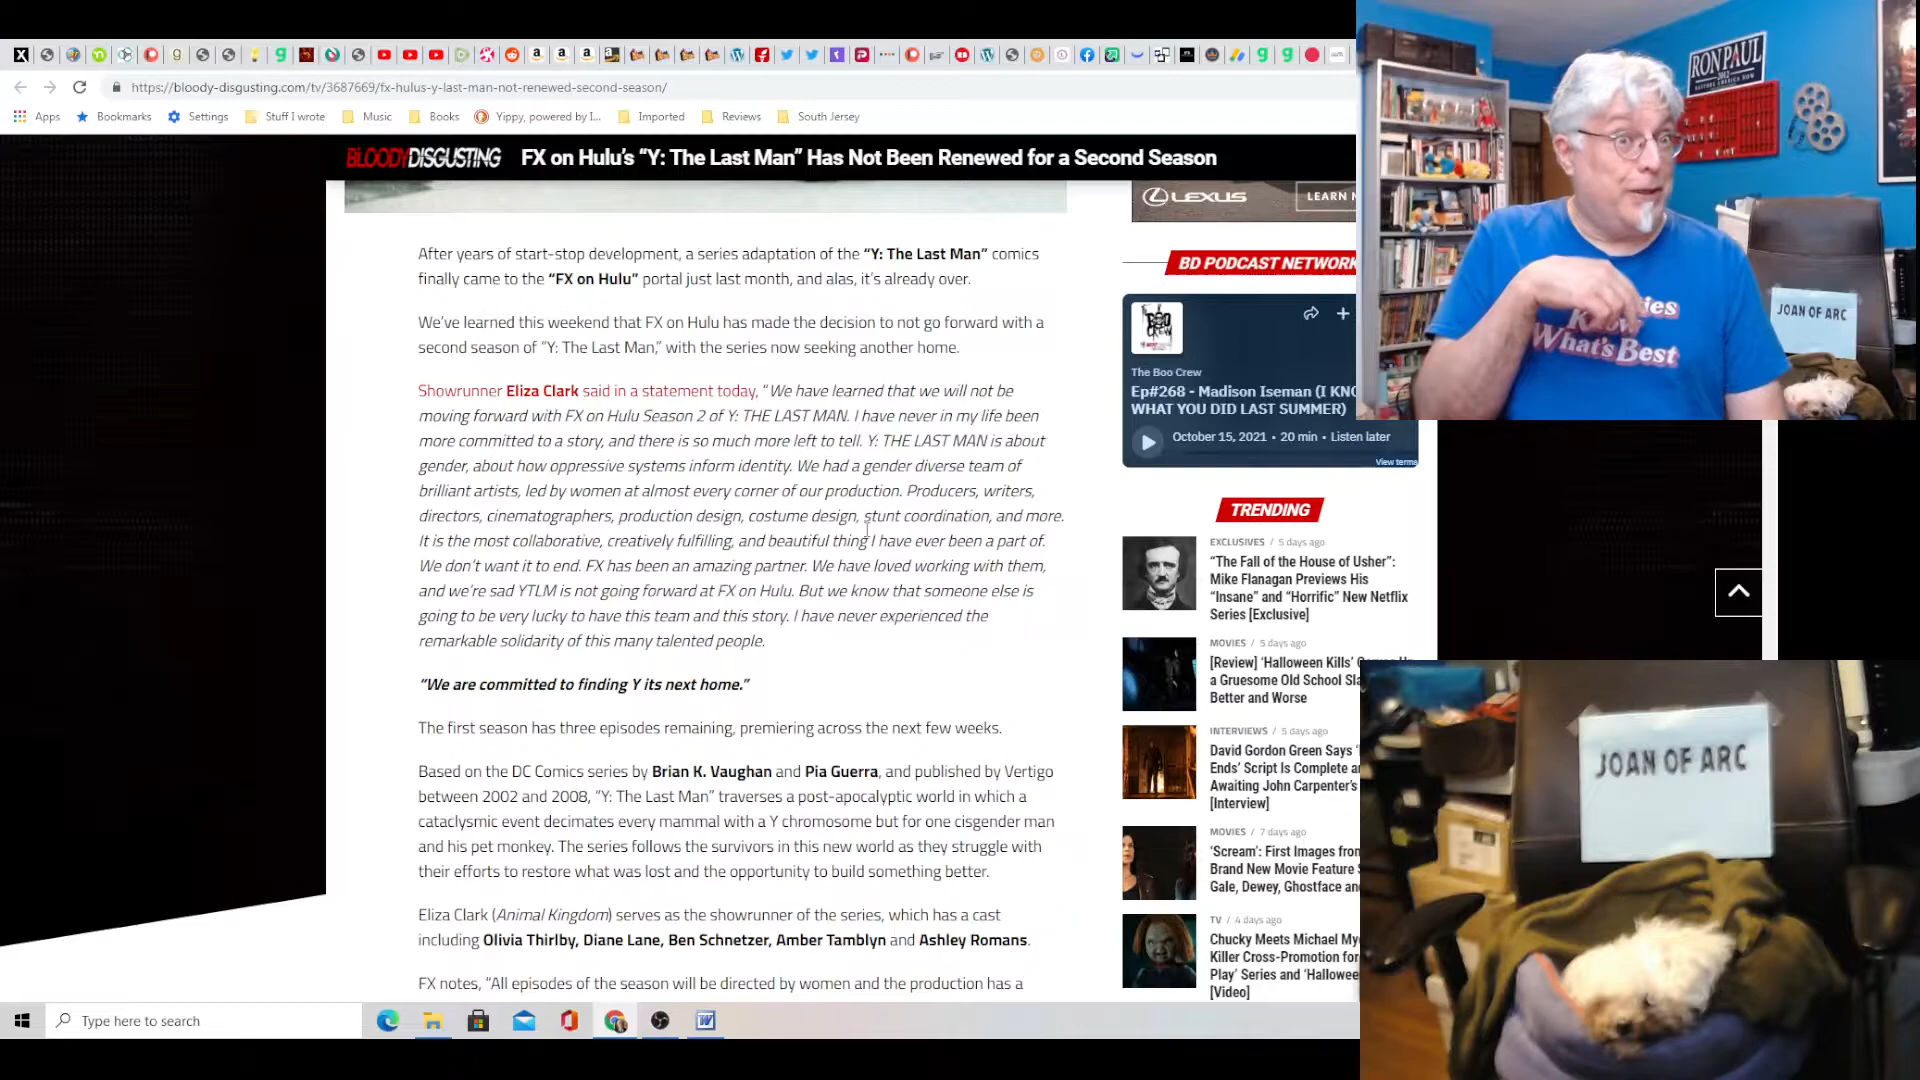 https://bloody-disgusting.com/tv/3687669/fx-hulus-y-last-man-not-renewed-second-season/
Apps
Bookmarks
Settings
Stuff I wrote
Music
Books
Yippy, powered by I...
Imported
Reviews
South Jersey
BLOODY DISGUSTING
FX on Hulu's “Y: The Last Man” Has Not Been Renewed for a Second Season
After years of start-stop development, a series adaptation of the “Y: The Last Man” comics
finally came to the “FX on Hulu” portal just last month, and alas, it's already over.
We've learned this weekend that FX on Hulu has made the decision to not go forward with a
second season of “Y: The Last Man,” with the series now seeking another home.
Showrunner Eliza Clark said in a statement today, “We have learned that we will not be
moving forward with FX on Hulu Season 2 of Y: THE LAST MAN. I have never in my life been
more committed to a story, and there is so much more left to tell. Y: THE LAST MAN is about
gender, about how oppressive systems inform identity. We had a gender diverse team of
brilliant artists, led by women at almost every corner of our production. Producers, writers,
directors, cinematographers, production design, costume design, stunt coordination, and more.
It is the most collaborative, creatively fulfilling, and beautiful thing I have ever been a part of.
We don't want it to end. FX has been an amazing partner. We have loved working with them,
and we're sad YTLM is not going forward at FX on Hulu. But we know that someone else is
going to be very lucky to have this team and this story. I have never experienced the
remarkable solidarity of this many talented people.
“We are committed to finding Y its next home.”
The first season has three episodes remaining, premiering across the next few weeks.
Based on the DC Comics series by Brian K. Vaughan and Pia Guerra, and published by Vertigo
between 2002 and 2008, “Y: The Last Man” traverses a post-apocalyptic world in which a
cataclysmic event decimates every mammal with a Y chromosome but for one cisgender man
and his pet monkey. The series follows the survivors in this new world as they struggle with
their efforts to restore what was lost and the opportunity to build something better.
Eliza Clark (Animal Kingdom) serves as the showrunner of the series, which has a cast
including Olivia Thirlby, Diane Lane, Ben Schnetzer, Amber Tamblyn and Ashley Romans.
FX notes, “All episodes of the season will be directed by women and the production has a
LEXUS
LEARN
BD PODCAST NETWORK
BOO CREW
The Boo Crew
Ep#268 - Madison Iseman (I KNO
WHAT YOU DID LAST SUMMER)
October 15, 2021 • 20 min • Listen later
View terms
TRENDING
EXCLUSIVES / 5 days ago
“The Fall of the House of Usher”:
Mike Flanagan Previews His
“Insane” and “Horrific” New Netflix
Series [Exclusive]
MOVIES / 5 days ago
[Review] ‘Halloween Kills’
a Gruesome Old School Sla
Better and Worse
INTERVIEWS / 5 days ago
David Gordon Green Says
Ends’ Script Is Complete a
Awaiting John Carpenter's
[Interview]
MOVIES / 7 days ago
‘Scream’: First Images from
Brand New Movie Feature
Gale, Dewey, Ghostface an
TV / 4 days ago
Chucky Meets Michael My
Killer Cross-Promotion for
Play’ Series and ‘Hallowee
[Video]
Type here to search
RON PAUL
2012
What's Best
JOAN OF ARC
JOAN OF ARC